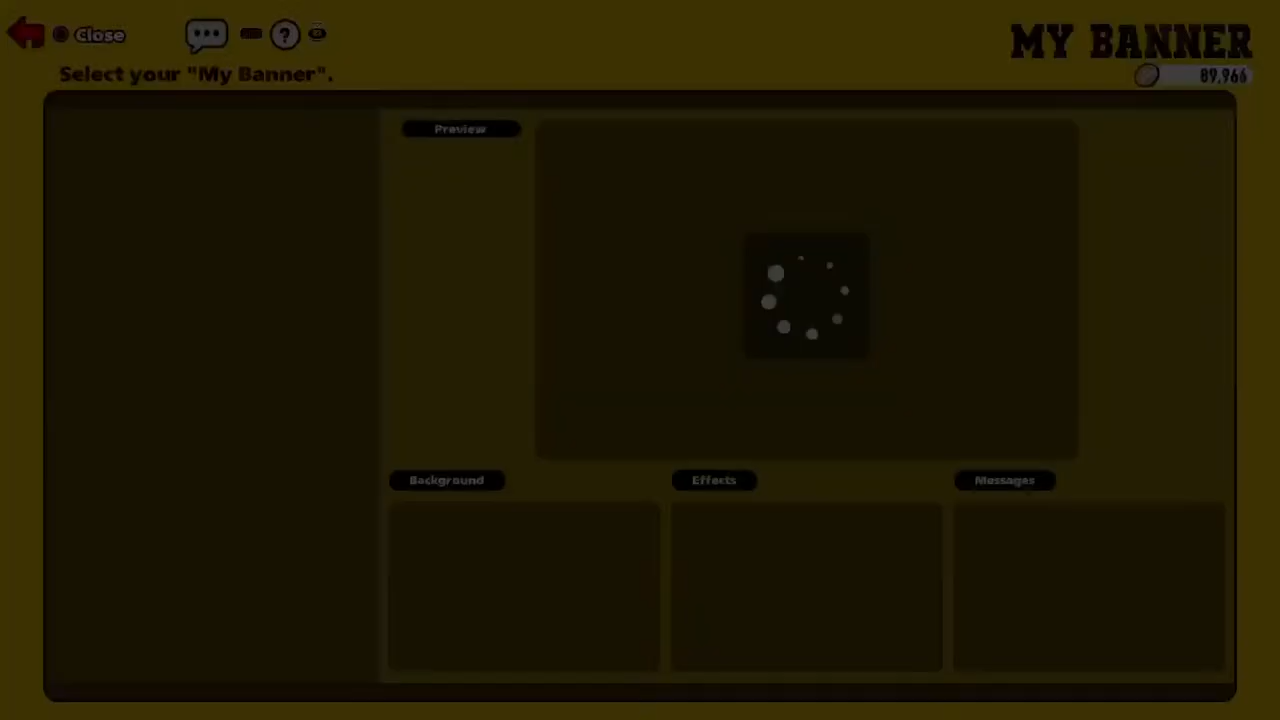 Close
?
MY BANNER
Select your "My Banner".
89,966
Preview
Background
Effects
Messages